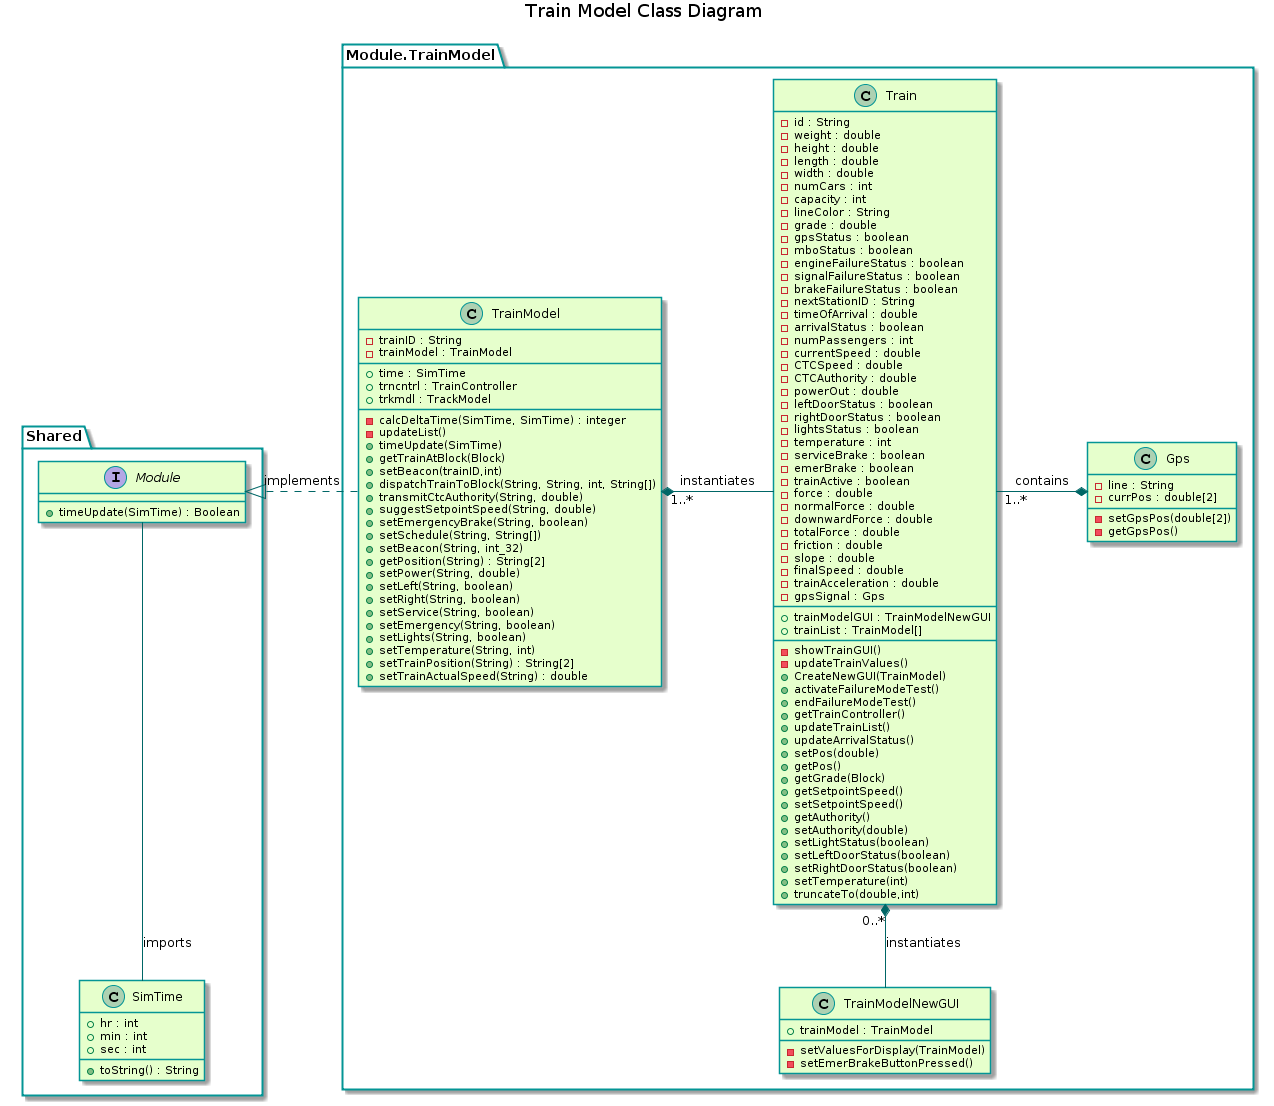 Train Model Class Diagram
Module.TrainModel
C Train
id : String
weight : double
height : double
length : double
width : double
numCars : int
capacity : int
lineColor : String
grade : double
gpsStatus : boolean
mboStatus : boolean
engineFailureStatus : boolean
signalFailureStatus : boolean
brakeFailureStatus : boolean
nextStationID : String
timeOfArrival : double
arrivalStatus : boolean
numPassengers : int
currentSpeed : double
CTCSpeed : double
CTCAuthority : double
powerOut : double
leftDoorStatus : boolean
rightDoorStatus : boolean
lightsStatus : boolean
temperature : int
serviceBrake : boolean
emerBrake : boolean
trainActive : boolean
force : double
normalForce : double
downwardForce : double
totalForce : double
friction : double
slope : double
finalSpeed : double
trainAcceleration : double
gpsSignal : Gps
trainModelGUI : TrainModelNewGUI
trainList : TrainModel[]
showTrainGUI()
updateTrainValues()
CreateNewGUI(TrainModel)
activateFailureModeTest()
endFailureModeTest()
getTrainController()
updateTrainList()
updateArrivalStatus()
setPos(double)
getPos()
getGrade(Block)
getSetpointSpeed()
setSetpointSpeed()
getAuthority()
setAuthority(double)
setLightStatus(boolean)
setLeftDoorStatus(boolean)
setRightDoorStatus(boolean)
setTemperature(int)
truncateTo(double,int)
C TrainModel
trainID : String
trainModel : TrainModel
time : SimTime
trncntrl : TrainController
trkmdl : TrackModel
calcDeltaTime(SimTime, SimTime) : integer
updateList()
timeUpdate(SimTime)
getTrainAtBlock(Block)
setBeacon(trainID,int)
dispatchTrainToBlock(String, String, int, String[])
transmitCtcAuthority(String, double)
suggestSetpointSpeed(String, double)
setEmergencyBrake(String, boolean)
setSchedule(String, String[])
setBeacon(String, int_32)
getPosition(String) : String[2]
setPower(String, double)
setLeft(String, boolean)
setRight(String, boolean)
setService(String, boolean)
setEmergency(String, boolean)
setLights(String, boolean)
setTemperature(String, int)
setTrainPosition(String) : String[2]
setTrainActualSpeed(String) : double
instantiates
1..*
contains
1..*
C Gps
line : String
currPos : double[2]
setGpsPos(double[2])
getGpsPos()
Shared
I Module
timeUpdate(SimTime) : Boolean
implements
imports
C SimTime
hr : int
min : int
sec : int
toString() : String
0..*
instantiates
C TrainModelNewGUI
trainModel : TrainModel
setValuesForDisplay(TrainModel)
setEmerBrakeButtonPressed()